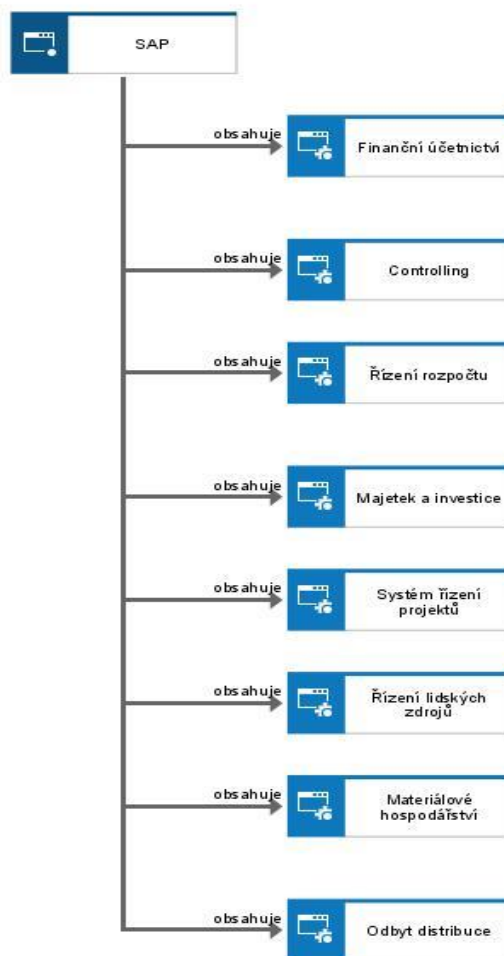 SAP
obsahuje
Finanční účetnictví
obsahuje
Controlling
obsahuje
Řízení rozpočtu
obsahuje
Majetek a investice
obsahuje
Systém řízení
projektů
obsahuje
Řízení lidských
zdrojů
obsahuje
Materiálové
hospodářství
obsahuje
Odbyt distribuce